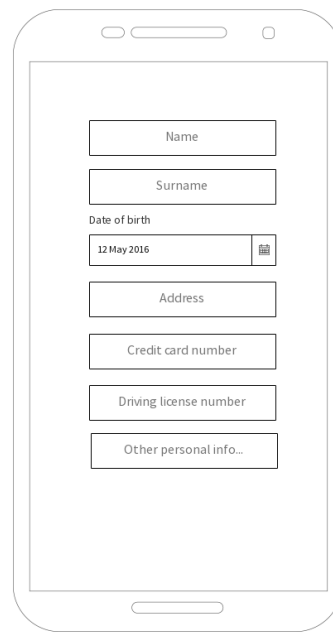 Name
Surname
Date of birth
12 May 2016
Address
Credit card number
Driving license number
Other personal info...